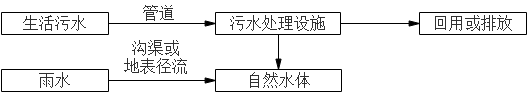 生活污水
管道
污水处理设施
回用或排放
沟渠或
地表径流
雨水
自然水体